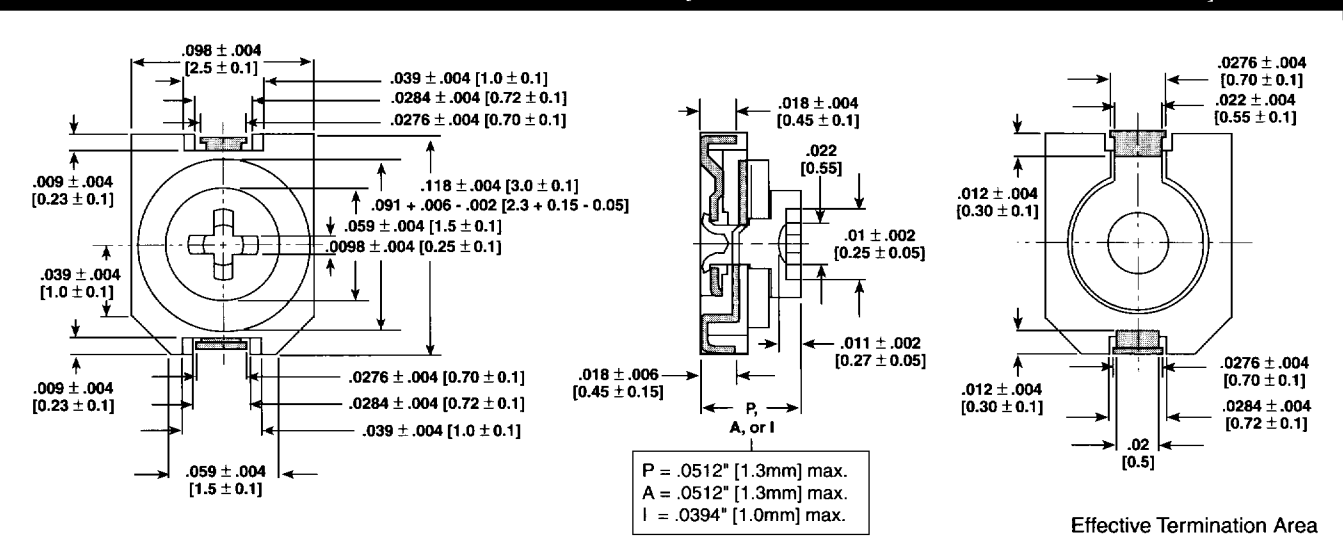 .098 ± .004
[2.5 ± 0.1]
.039 ± .004 [1.0 ± 0.1]
.0284 ± .004 [0.72 ± 0.1]
.0276 ± .004 [0.70 ± 0.1]
.009 ± .004
[0.23 ± 0.1]
.118 ± .004 [3.0 ± 0.1]
.091 + .006 - .002 [2.3 + 0.15 - 0.05]
.059 ± .004 [1.5 ± 0.1]
.0098 ± .004 [0.25 ± 0.1]
.039 ± .004
[1.0 ± 0.1]
.009 ± .004
[0.23 ± 0.1]
.0276 ± .004 [0.70 ± 0.1]
.0284 ± .004 [0.72 ± 0.1]
.039 ± .004 [1.0 ± 0.1]
.059 ± .004
[1.5 ± 0.1]
.018 ± .004
[0.45 ± 0.1]
.022
[0.55]
.01 ± .002
[0.25 ± 0.05]
.011 ± .002
[0.27 ± 0.05]
.018 ± .006
[0.45 ± 0.15]
P,
A, or I
P = .0512" [1.3mm] max.
A = .0512" [1.3mm] max.
I = .0394" [1.0mm] max.
.0276 ± .004
[0.70 ± 0.1]
.022 ± .004
[0.55 ± 0.1]
.012 ± .004
[0.30 ± 0.1]
.012 ± .004
[0.30 ± 0.1]
.0276 ± .004
[0.70 ± 0.1]
.0284 ± .004
[0.72 ± 0.1]
.02
[0.5]
Effective Termination Area